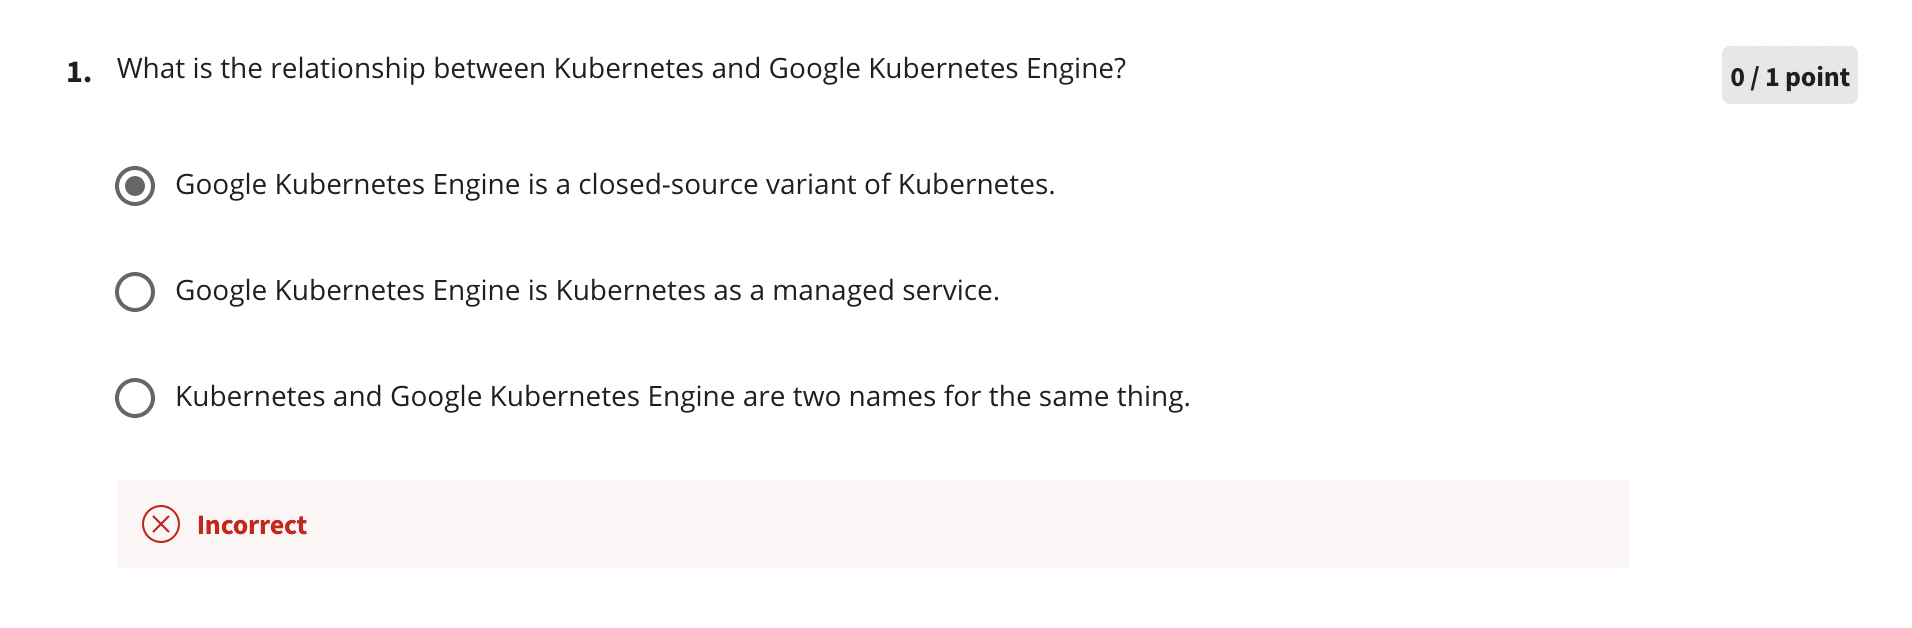 1. What is the relationship between Kubernetes and Google Kubernetes Engine?
0 / 1 point
Google Kubernetes Engine is a closed-source variant of Kubernetes.
Google Kubernetes Engine is Kubernetes as a managed service.
Kubernetes and Google Kubernetes Engine are two names for the same thing.
Incorrect